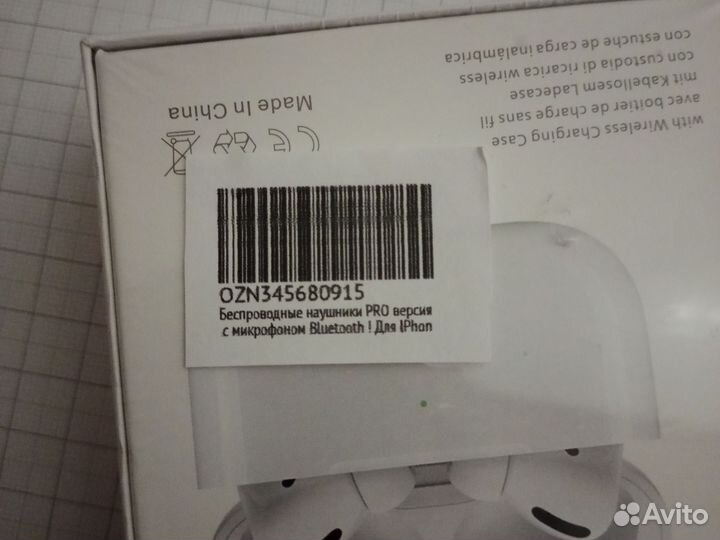 with Wireless Charging Case
avec boîtier de charge sans fil
mit Kabellosem Ladecase
con custodia di ricarica wireless
con estuche de carga inalámbrica
Made In China
OZN345680915
Беспроводные наушники PRO версия
с микрофоном Bluetooth ! Для IPhon
Avito